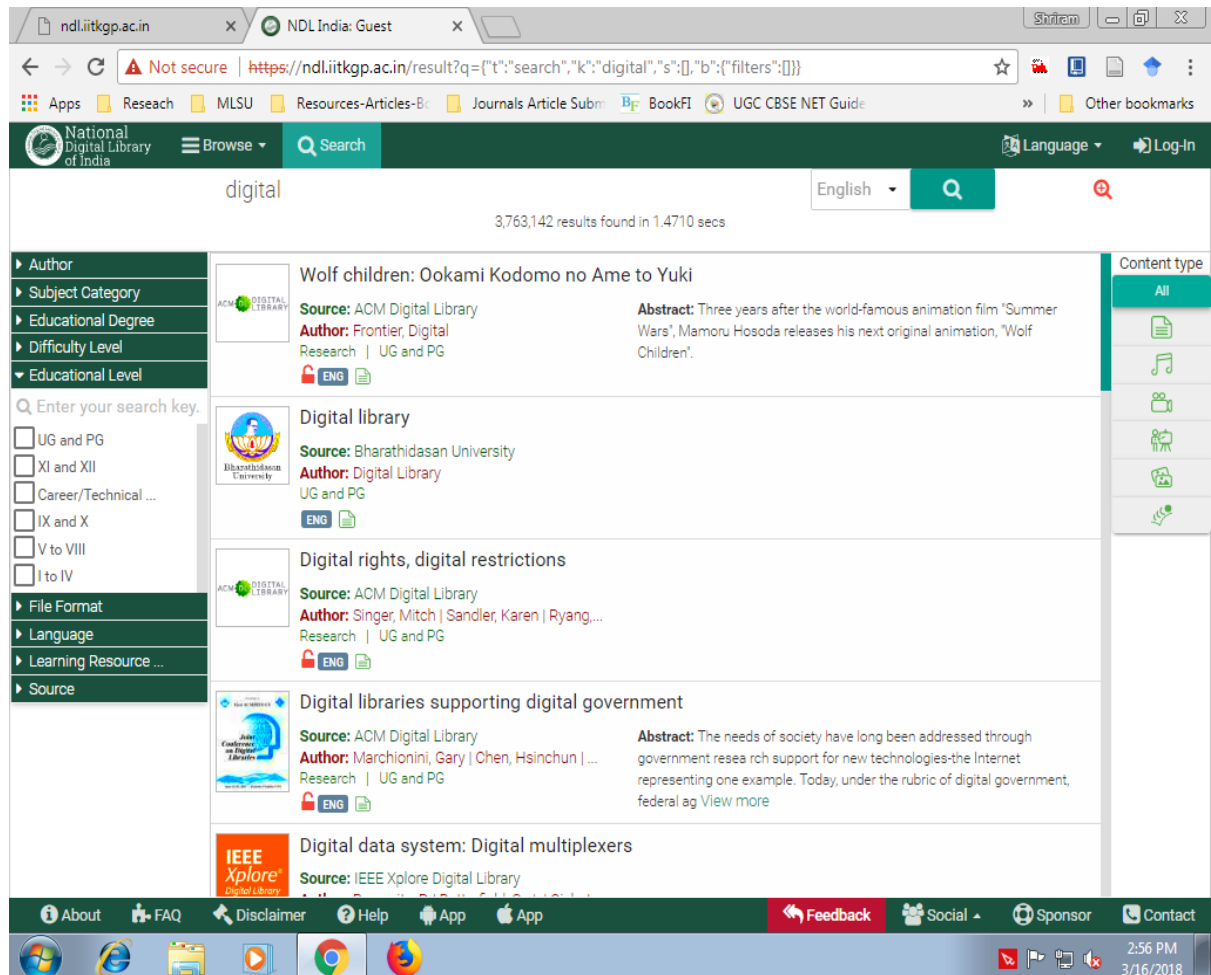 ndl.iitkgp.ac.in
NDL India: Guest
Shriram
Not secure | https://ndl.iitkgp.ac.in/result?q={"t":"search","k":"digital","s":[],"b":{"filters":[]}}
Apps Reseach MLSU Resources-Articles-Bo Journals Article Subm BookFI UGC CBSE NET Guide » Other bookmarks
National
Digital Library
of India
Browse Search Language Log-In
digital English
3,763,142 results found in 1.4710 secs
Author
Subject Category
Educational Degree
Difficulty Level
Educational Level
Enter your search key.
UG and PG
XI and XII
Career/Technical ...
IX and X
V to VIII
I to IV
File Format
Language
Learning Resource ...
Source
ACM DIGITAL
LIBRARY
Wolf children: Ookami Kodomo no Ame to Yuki
Source: ACM Digital Library
Author: Frontier, Digital
Research | UG and PG
ENG
Abstract: Three years after the world-famous animation film "Summer
Wars", Mamoru Hosoda releases his next original animation, "Wolf
Children".
Bharathidasan
University
Digital library
Source: Bharathidasan University
Author: Digital Library
UG and PG
ENG
ACM DIGITAL
LIBRARY
Digital rights, digital restrictions
Source: ACM Digital Library
Author: Singer, Mitch | Sandler, Karen | Ryang,...
Research | UG and PG
ENG
Joint
Conference
on Digital
Libraries
Digital libraries supporting digital government
Source: ACM Digital Library
Author: Marchionini, Gary | Chen, Hsinchun | ...
Research | UG and PG
ENG
Abstract: The needs of society have long been addressed through
government resea rch support for new technologies-the Internet
representing one example. Today, under the rubric of digital government,
federal ag View more
IEEE
Xplore
Digital Library
Digital data system: Digital multiplexers
Source: IEEE Xplore Digital Library
Content type
All
About FAQ Disclaimer Help App App Feedback Social Sponsor Contact
2:56 PM
3/16/2018